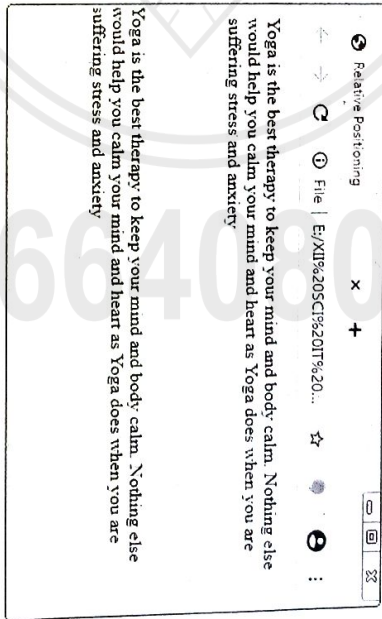 Relative Positioning × +
File | E:/XII%20SCI%20IT%20...
Yoga is the best therapy to keep your mind and body calm. Nothing else
would help you calm your mind and heart as Yoga does when you are
suffering stress and anxiety
Yoga is the best therapy to keep your mind and body calm. Nothing else
would help you calm your mind and heart as Yoga does when you are
suffering stress and anxiety
664080